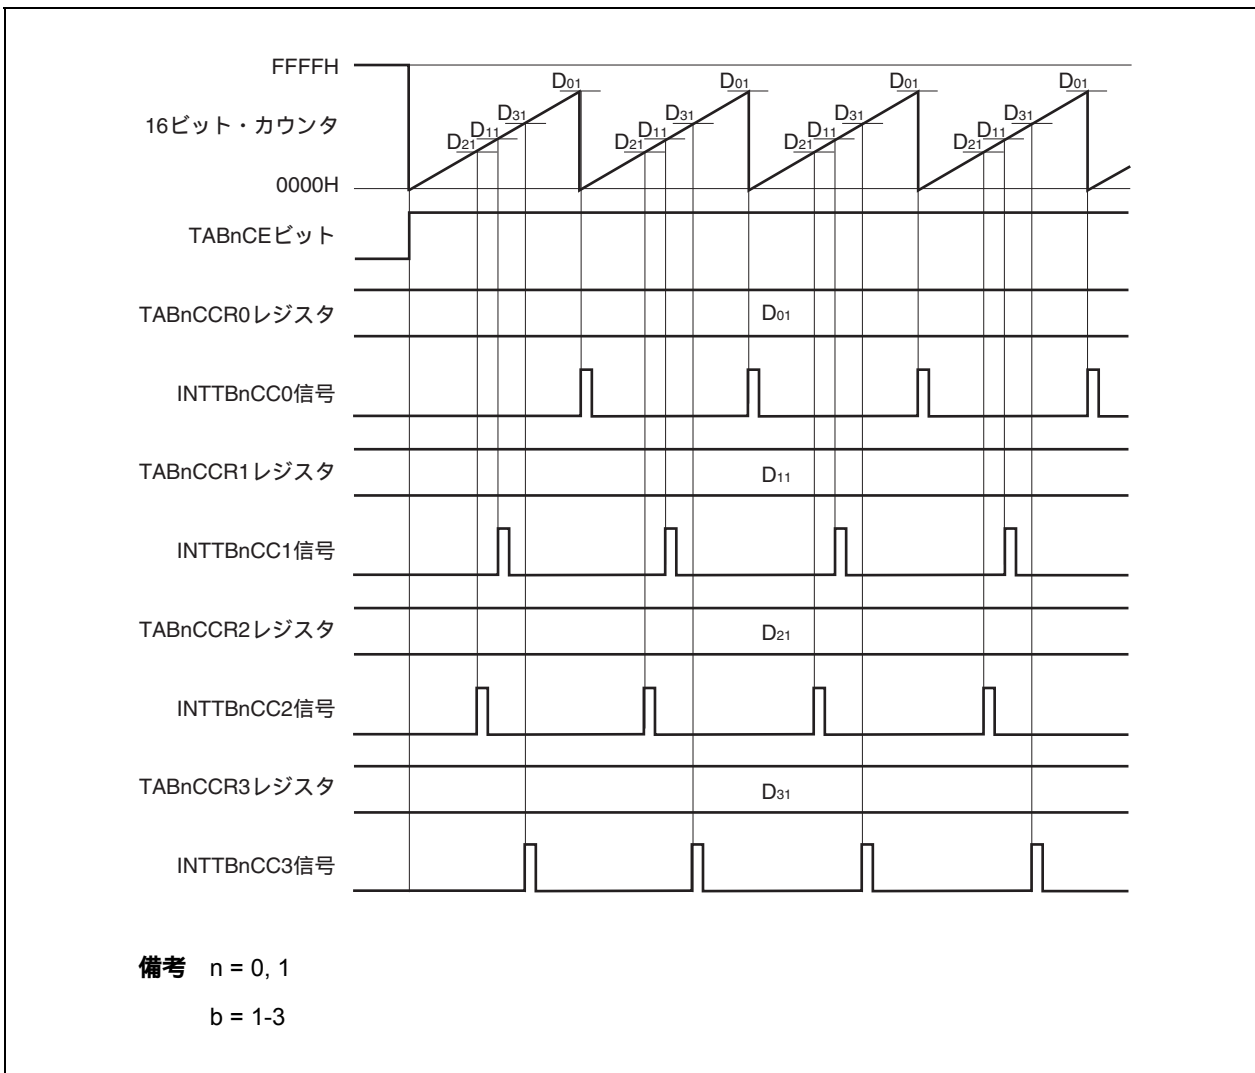 FFFFH
D01 D01 D01 D01
D31 D31 D31 D31
16ビット・カウンタ
D11 D11 D11 D11
D21 D21 D21 D21
0000H
TABnCEビット
TABnCCR0レジスタ D01
INTTBnCC0信号
TABnCCR1レジスタ D11
INTTBnCC1信号
TABnCCR2レジスタ D21
INTTBnCC2信号
TABnCCR3レジスタ D31
INTTBnCC3信号
備考 n = 0, 1
b = 1-3